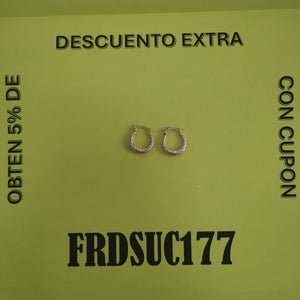 DESCUENTO EXTRA
OBTEN 5% DE
CON CUPON
FRDSUC177